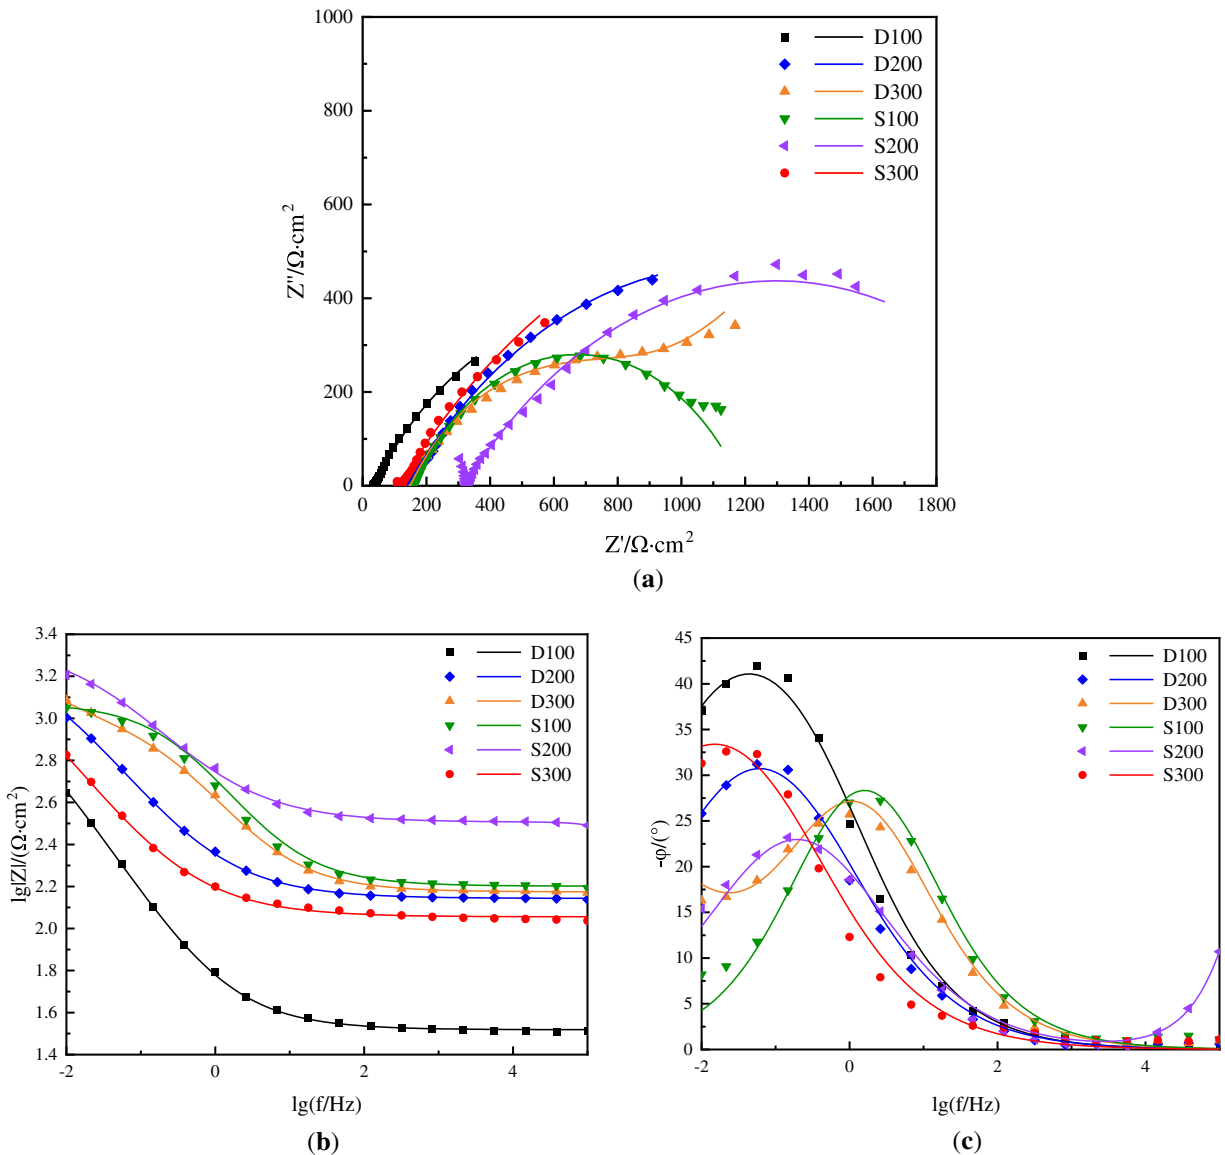 1000
800
600
400
200
0
Z''/Ω·cm²
D100
D200
D300
S100
S200
S300
0 200 400 600 800 1000 1200 1400 1600 1800
Z'/Ω·cm²
(a)
3.4
3.2
3.0
2.8
2.6
2.4
2.2
2.0
1.8
1.6
1.4
lg|Z|/(Ω·cm²)
D100
D200
D300
S100
S200
S300
-2 0 2 4
lg(f/Hz)
(b)
45
40
35
30
25
20
15
10
5
0
-φ/(°)
D100
D200
D300
S100
S200
S300
-2 0 2 4
lg(f/Hz)
(c)